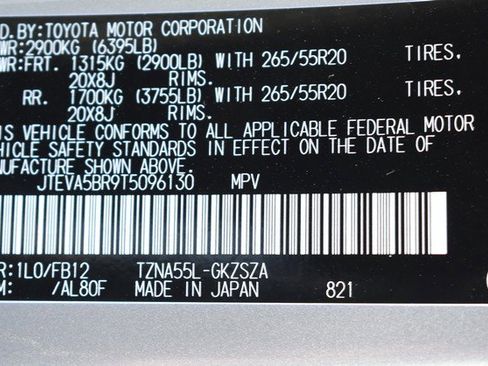 D.BY:TOYOTA MOTOR CORPORATION
WR:2900KG (6395LB)
WR:FRT. 1315KG (2900LB) WITH 265/55R20 TIRES.
20X8J RIMS.
RR. 1700KG (3755LB) WITH 265/55R20 TIRES.
20X8J RIMS.
IS VEHICLE CONFORMS TO ALL APPLICABLE FEDERAL MOTOR
HICLE SAFETY STANDARDS IN EFFECT ON THE DATE OF
NUFACTURE SHOWN ABOVE.
JTEVA5BR9T5096130 MPV
R:1L0/FB12 TZNA55L-GKZSZA
M: /AL80F MADE IN JAPAN 821